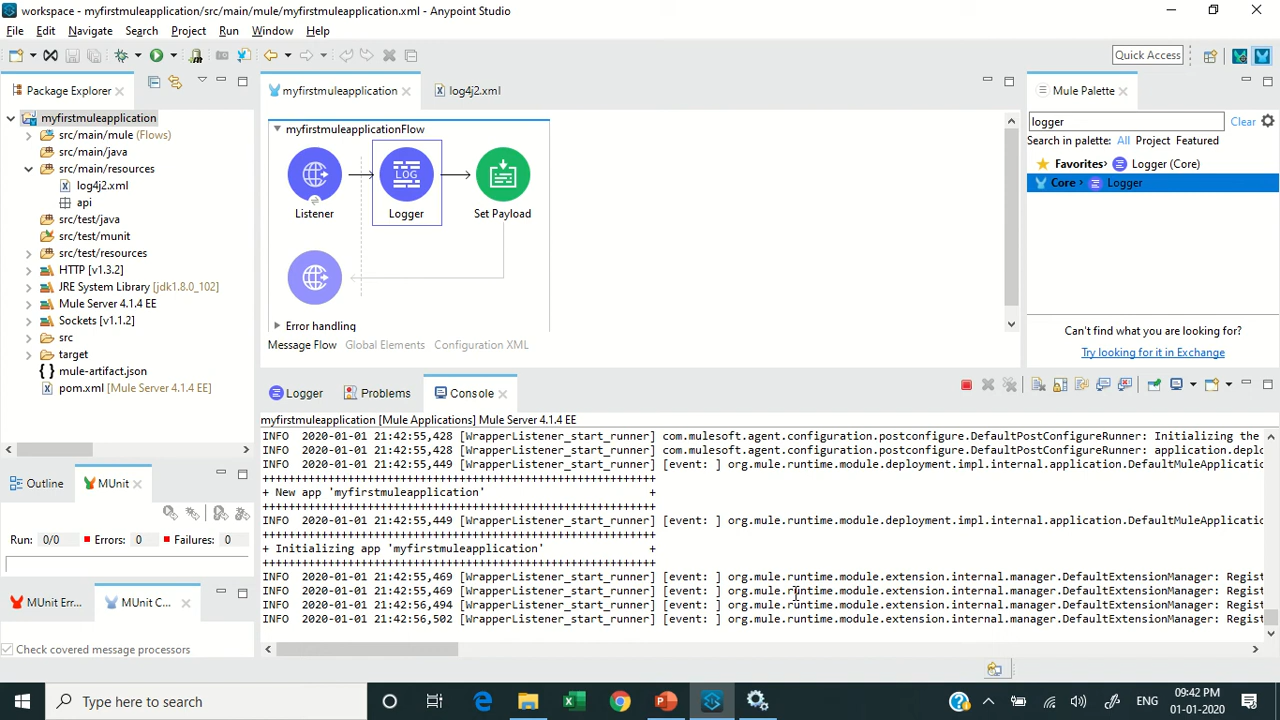 workspace - myfirstmuleapplication/src/main/mule/myfirstmuleapplication.xml - Anypoint Studio
File Edit Navigate Search Project Run Window Help
Quick Access
Package Explorer
myfirstmuleapplication
src/main/mule (Flows)
src/main/java
src/main/resources
log4j2.xml
api
src/test/java
src/test/munit
src/test/resources
HTTP [v1.3.2]
JRE System Library [jdk1.8.0_102]
Mule Server 4.1.4 EE
Sockets [v1.1.2]
src
target
mule-artifact.json
pom.xml [Mule Server 4.1.4 EE]
myfirstmuleapplication
log4j2.xml
myfirstmuleapplicationFlow
LOG
Listener
Logger
Set Payload
Error handling
Message Flow Global Elements Configuration XML
Mule Palette
logger
Clear
Search in palette: All Project Featured
Favorites> Logger (Core)
Core> Logger
Can't find what you are looking for?
Try looking for it in Exchange
Outline
MUnit
Run: 0/0 Errors: 0 Failures: 0
MUnit Err...
MUnit C...
Check covered message processors
Logger
Problems
Console
myfirstmuleapplication [Mule Applications] Mule Server 4.1.4 EE
INFO 2020-01-01 21:42:55,428 [WrapperListener_start_runner] com.mulesoft.agent.configuration.postconfigure.DefaultPostConfigureRunner: Initializing the
INFO 2020-01-01 21:42:55,428 [WrapperListener_start_runner] com.mulesoft.agent.configuration.postconfigure.DefaultPostConfigureRunner: application.deplo
INFO 2020-01-01 21:42:55,449 [WrapperListener_start_runner] [event: ] org.mule.runtime.module.deployment.impl.internal.application.DefaultMuleApplicatio
++++++++++++++++++++++++++++++++++++++++++++++++++++++++++++
+ New app 'myfirstmuleapplication' +
++++++++++++++++++++++++++++++++++++++++++++++++++++++++++++
INFO 2020-01-01 21:42:55,449 [WrapperListener_start_runner] [event: ] org.mule.runtime.module.deployment.impl.internal.application.DefaultMuleApplicatio
++++++++++++++++++++++++++++++++++++++++++++++++++++++++++++
+ Initializing app 'myfirstmuleapplication' +
++++++++++++++++++++++++++++++++++++++++++++++++++++++++++++
INFO 2020-01-01 21:42:55,469 [WrapperListener_start_runner] [event: ] org.mule.runtime.module.extension.internal.manager.DefaultExtensionManager: Regist
INFO 2020-01-01 21:42:55,469 [WrapperListener_start_runner] [event: ] org.mule.runtime.module.extension.internal.manager.DefaultExtensionManager: Regist
INFO 2020-01-01 21:42:56,494 [WrapperListener_start_runner] [event: ] org.mule.runtime.module.extension.internal.manager.DefaultExtensionManager: Regist
INFO 2020-01-01 21:42:56,502 [WrapperListener_start_runner] [event: ] org.mule.runtime.module.extension.internal.manager.DefaultExtensionManager: Regist
Type here to search
ENG
09:42 PM
01-01-2020